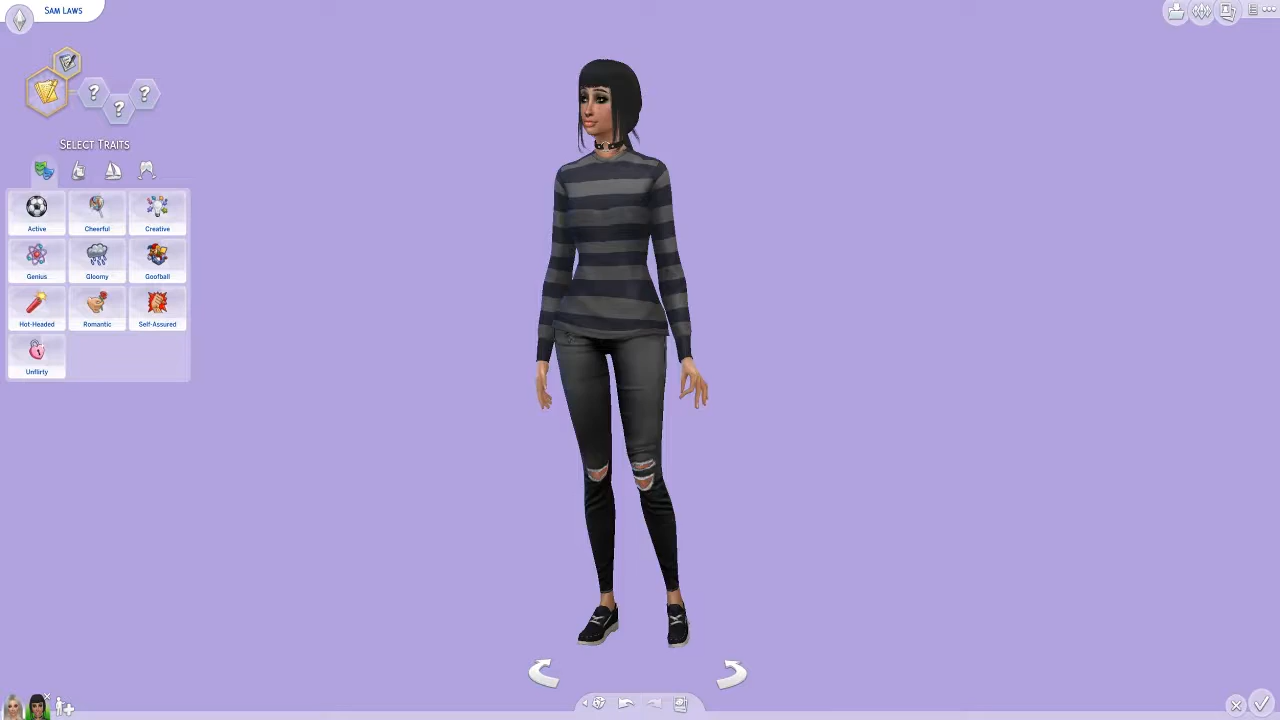 Sam Laws
? ? ?
Select Traits
Active Cheerful Creative
Genius Gloomy Goofball
Hot-Headed Romantic Self-Assured
Unflirty